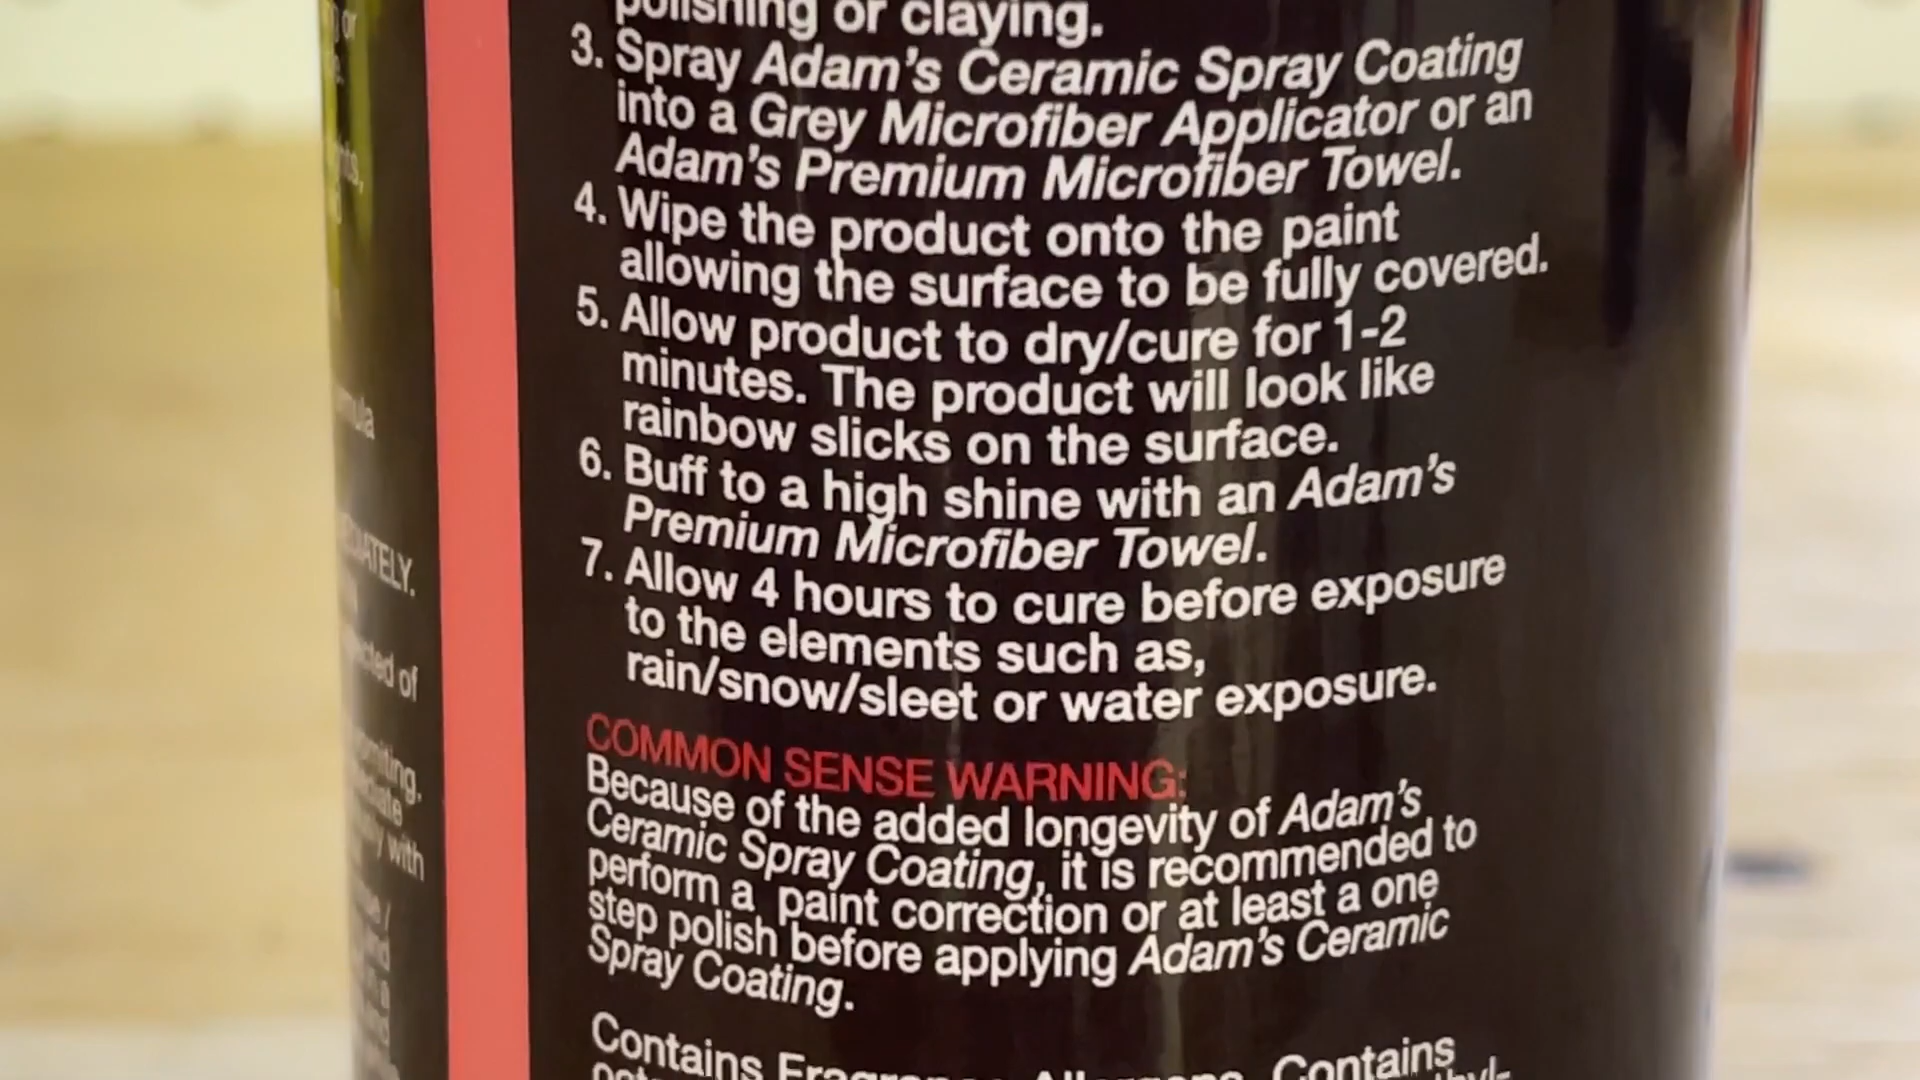 polishing or claying.
3. Spray Adam's Ceramic Spray Coating
into a Grey Microfiber Applicator or an
Adam's Premium Microfiber Towel.
4. Wipe the product onto the paint
allowing the surface to be fully covered.
5. Allow product to dry/cure for 1-2
minutes. The product will look like
rainbow slicks on the surface.
6. Buff to a high shine with an Adam's
Premium Microfiber Towel.
7. Allow 4 hours to cure before exposure
to the elements such as,
rain/snow/sleet or water exposure.
COMMON SENSE WARNING:
Because of the added longevity of Adam's
Ceramic Spray Coating, it is recommended to
perform a paint correction or at least a one
step polish before applying Adam's Ceramic
Spray Coating.
Contains Fragrance Allergens. Contains
of
with